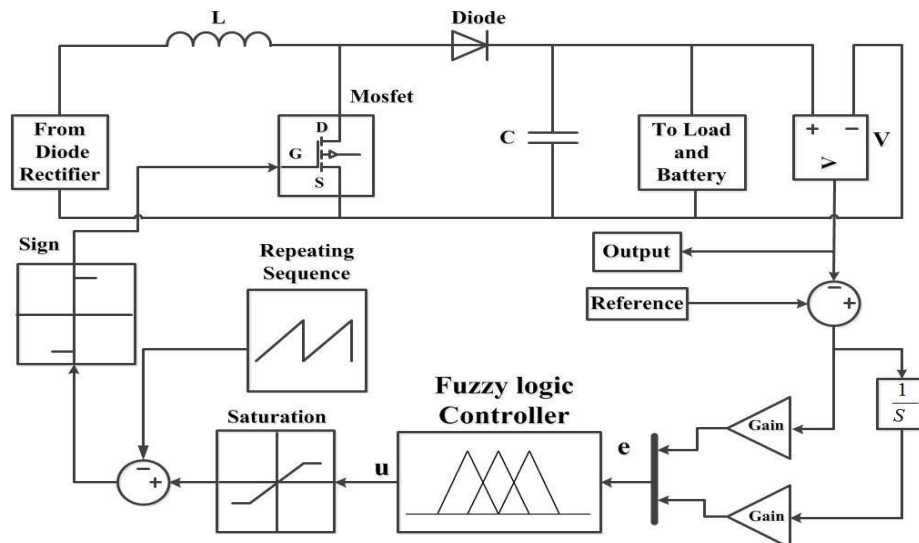 L
Diode
Mosfet
From
Diode
Rectifier
D
G
S
C
To Load
and
Battery
+
−
V
V
Sign
Repeating
Sequence
Output
Reference
−
+
Fuzzy logic
Controller
Saturation
−
+
u
e
Gain
Gain
1
S